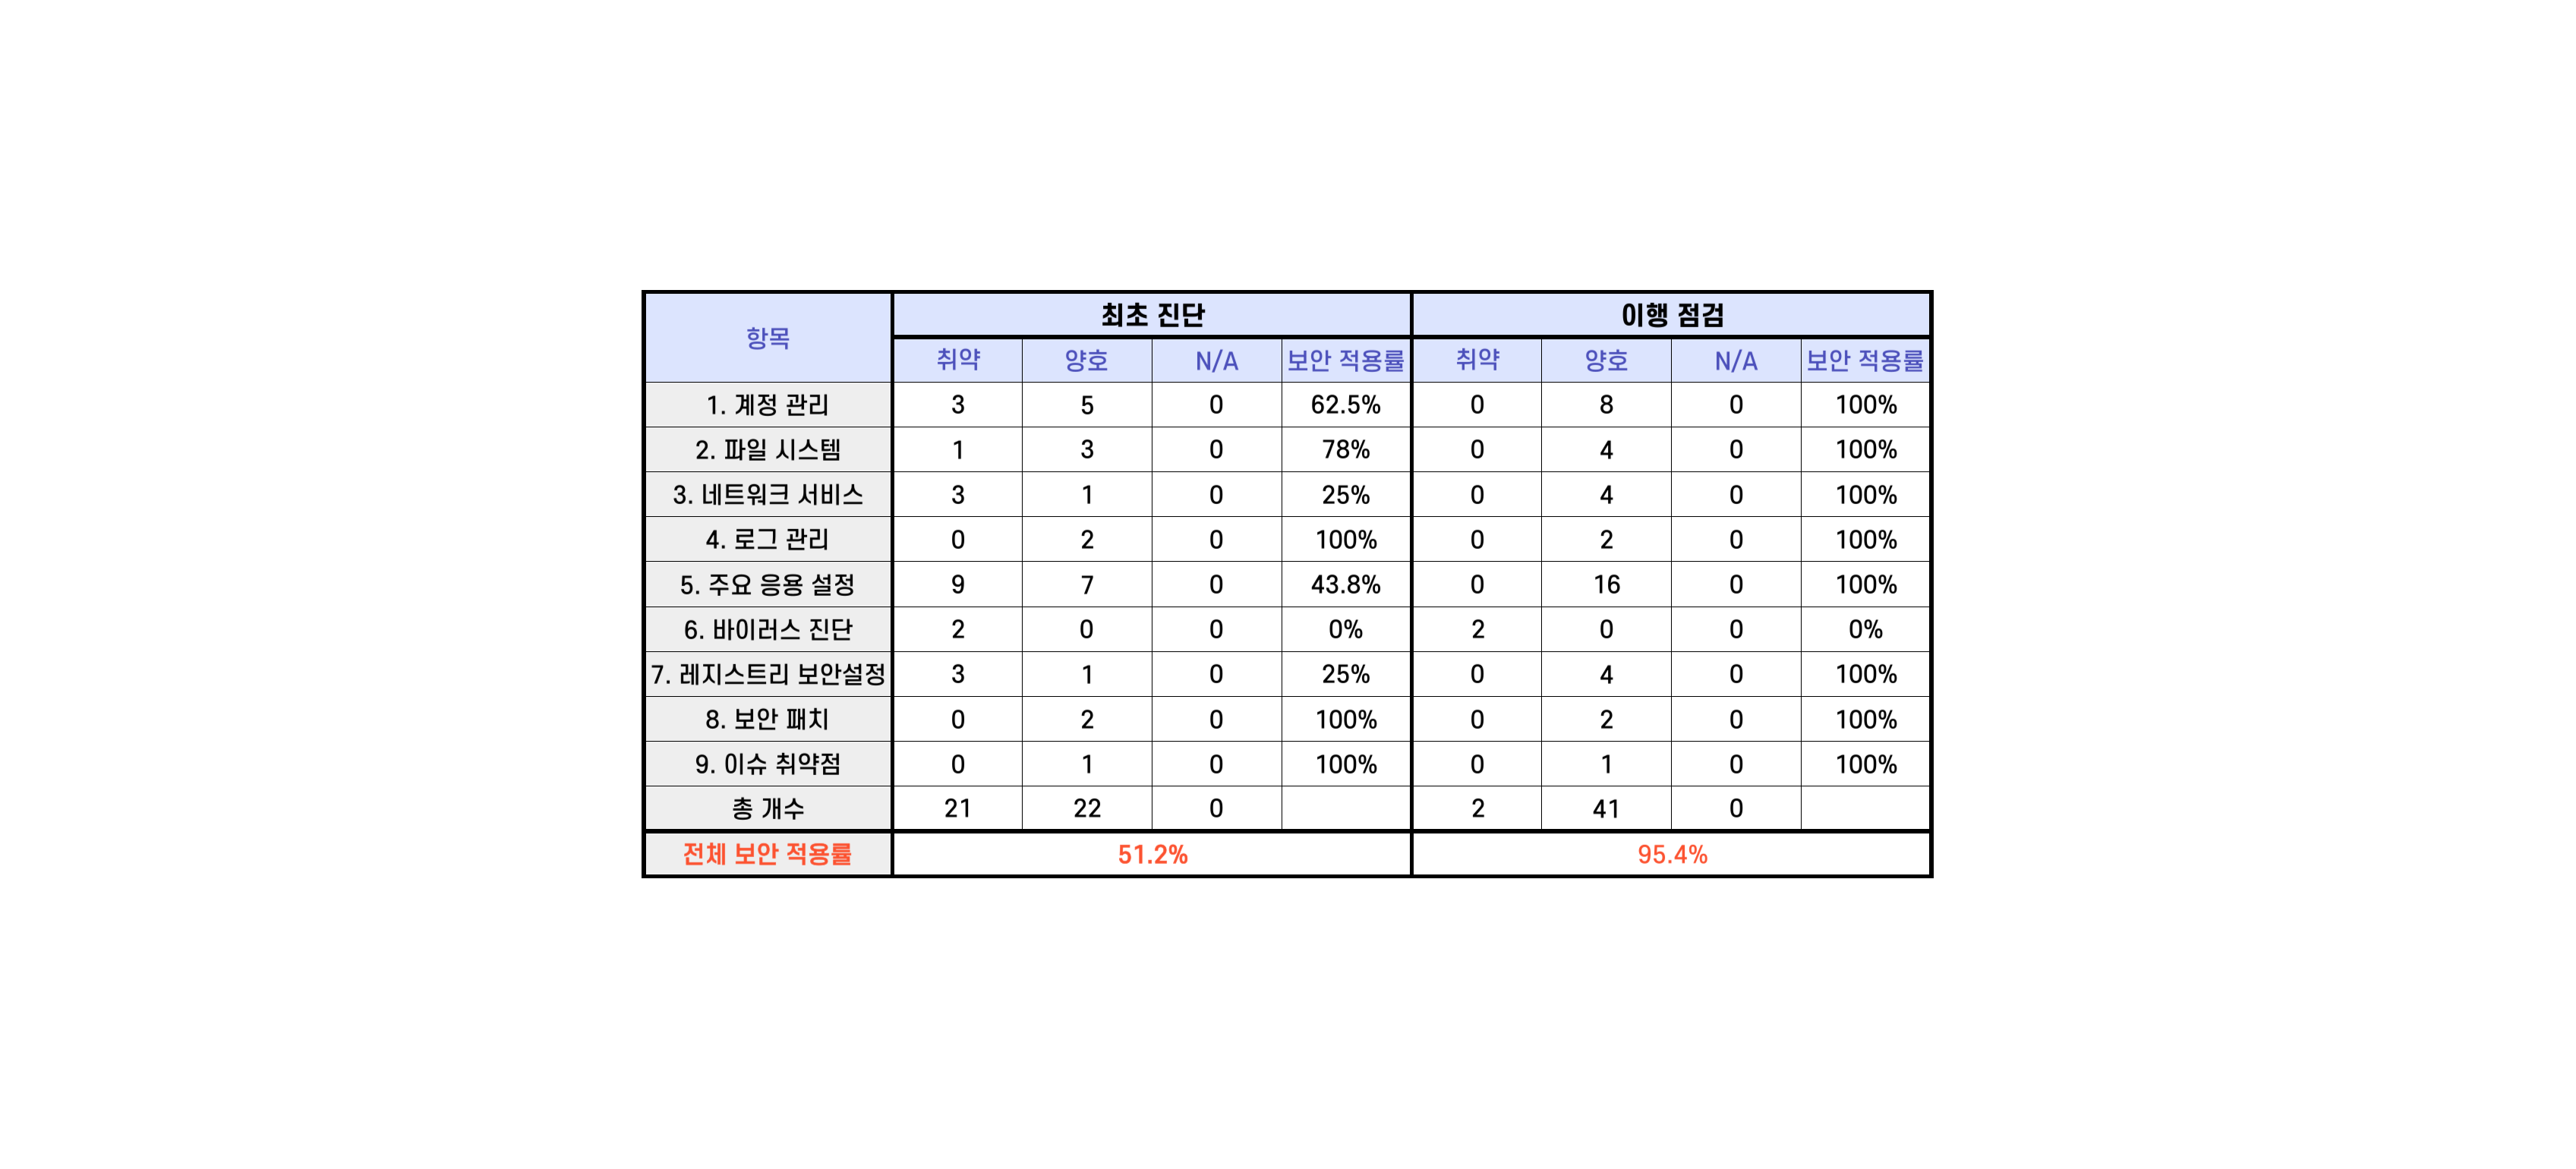 항목 최초 진단 이행 점검
취약 양호 N/A 보안 적용률 취약 양호 N/A 보안 적용률
1. 계정 관리 3 5 0 62.5% 0 8 0 100%
2. 파일 시스템 1 3 0 78% 0 4 0 100%
3. 네트워크 서비스 3 1 0 25% 0 4 0 100%
4. 로그 관리 0 2 0 100% 0 2 0 100%
5. 주요 응용 설정 9 7 0 43.8% 0 16 0 100%
6. 바이러스 진단 2 0 0 0% 2 0 0 0%
7. 레지스트리 보안설정 3 1 0 25% 0 4 0 100%
8. 보안 패치 0 2 0 100% 0 2 0 100%
9. 이슈 취약점 0 1 0 100% 0 1 0 100%
총 개수 21 22 0 2 41 0
전체 보안 적용률 51.2% 95.4%